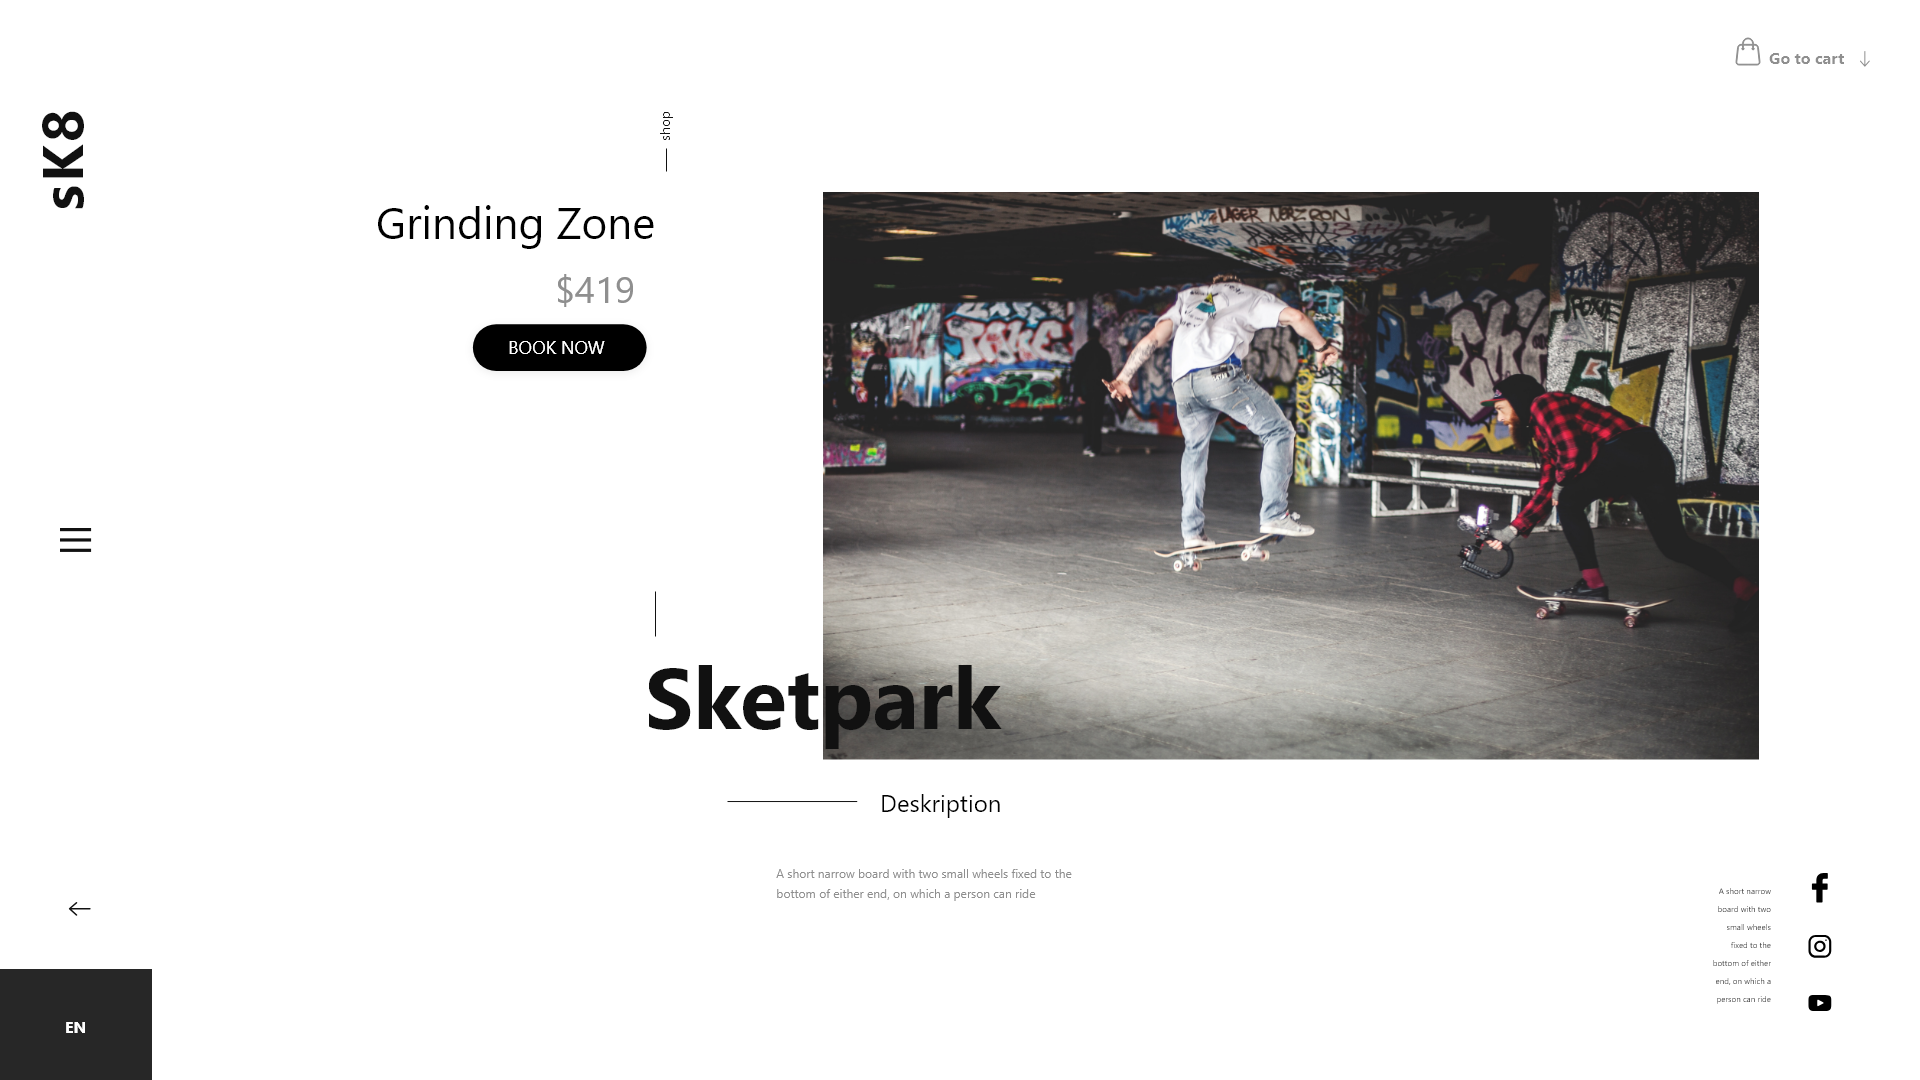 Go to cart
sK8
shop
Grinding Zone
$419
BOOK NOW
Sketpark
Deskription
A short narrow board with two small wheels fixed to the
bottom of either end, on which a person can ride
A short narrow
board with two
small wheels
fixed to the
bottom of either
end, on which a
person can ride
EN